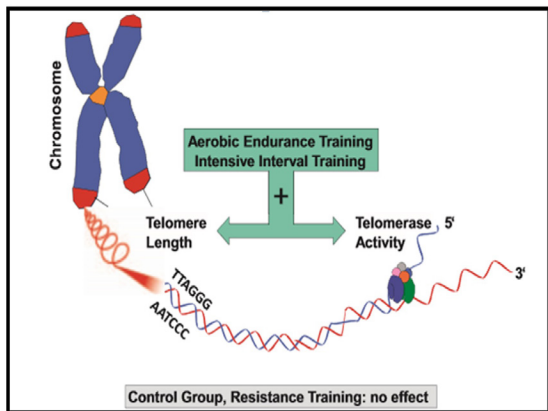 Chromosome
Aerobic Endurance Training
Intensive Interval Training
+
Telomere
Length
Telomerase
Activity
5'
3'
TTAGGG
AATCCC
Control Group, Resistance Training: no effect